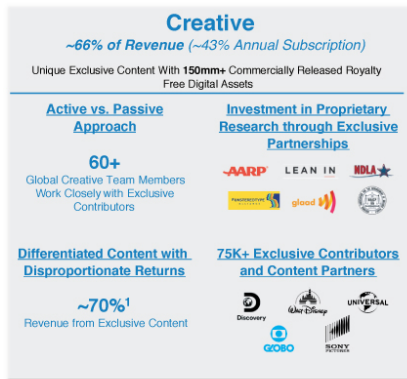 Creative
~66% of Revenue (~43% Annual Subscription)
Unique Exclusive Content With 150mm+ Commercially Released Royalty
Free Digital Assets
Active vs. Passive
Approach
60+
Global Creative Team Members
Work Closely with Exclusive
Contributors
Investment in Proprietary
Research through Exclusive
Partnerships
AARP
LEAN IN
NDLA
glaad
Differentiated Content with
Disproportionate Returns
~70%¹
Revenue from Exclusive Content
75K+ Exclusive Contributors
and Content Partners
Discovery
WALT DISNEY
UNIVERSAL
GLOBO
SONY
PICTURES